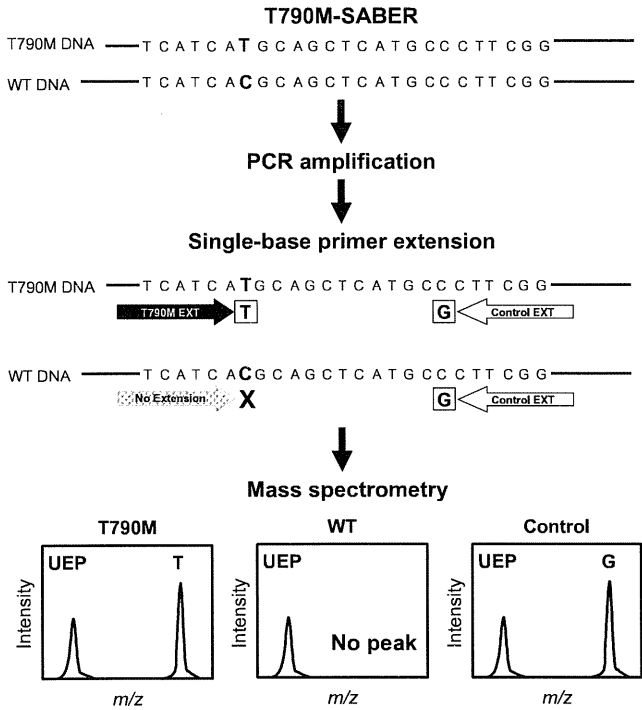 T790M-SABER
T790M DNA T C A T C A T G C A G C T C A T G C C C T T C G G
WT DNA T C A T C A C G C A G C T C A T G C C C T T C G G
PCR amplification
Single-base primer extension
T790M DNA T C A T C A T G C A G C T C A T G C C C T T C G G
T790M EXT T G Control EXT
WT DNA T C A T C A C G C A G C T C A T G C C C T T C G G
No Extension X G Control EXT
Mass spectrometry
T790M WT Control
UEP T UEP UEP G
Intensity Intensity Intensity
No peak
m/z m/z m/z